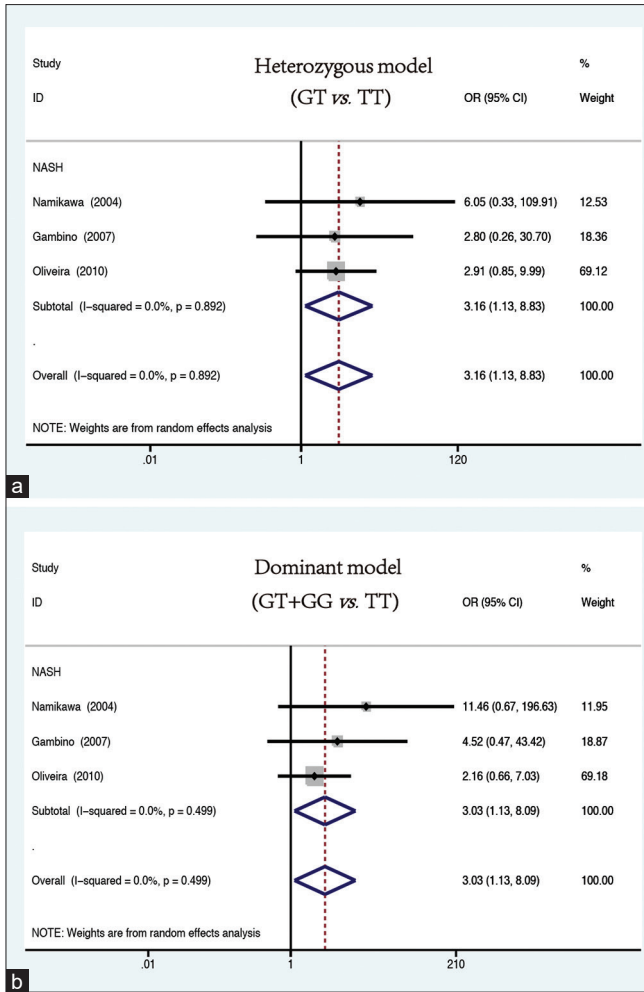 Study Heterozygous model %
ID (GT vs. TT) OR (95% CI) Weight
NASH
Namikawa (2004) 6.05 (0.33, 109.91) 12.53
Gambino (2007) 2.80 (0.26, 30.70) 18.36
Oliveira (2010) 2.91 (0.85, 9.99) 69.12
Subtotal (I−squared = 0.0%, p = 0.892) 3.16 (1.13, 8.83) 100.00
.
Overall (I−squared = 0.0%, p = 0.892) 3.16 (1.13, 8.83) 100.00
NOTE: Weights are from random effects analysis
.01 1 120
a
Study Dominant model %
ID (GT+GG vs. TT) OR (95% CI) Weight
NASH
Namikawa (2004) 11.46 (0.67, 196.63) 11.95
Gambino (2007) 4.52 (0.47, 43.42) 18.87
Oliveira (2010) 2.16 (0.66, 7.03) 69.18
Subtotal (I−squared = 0.0%, p = 0.499) 3.03 (1.13, 8.09) 100.00
.
Overall (I−squared = 0.0%, p = 0.499) 3.03 (1.13, 8.09) 100.00
NOTE: Weights are from random effects analysis
.01 1 210
b